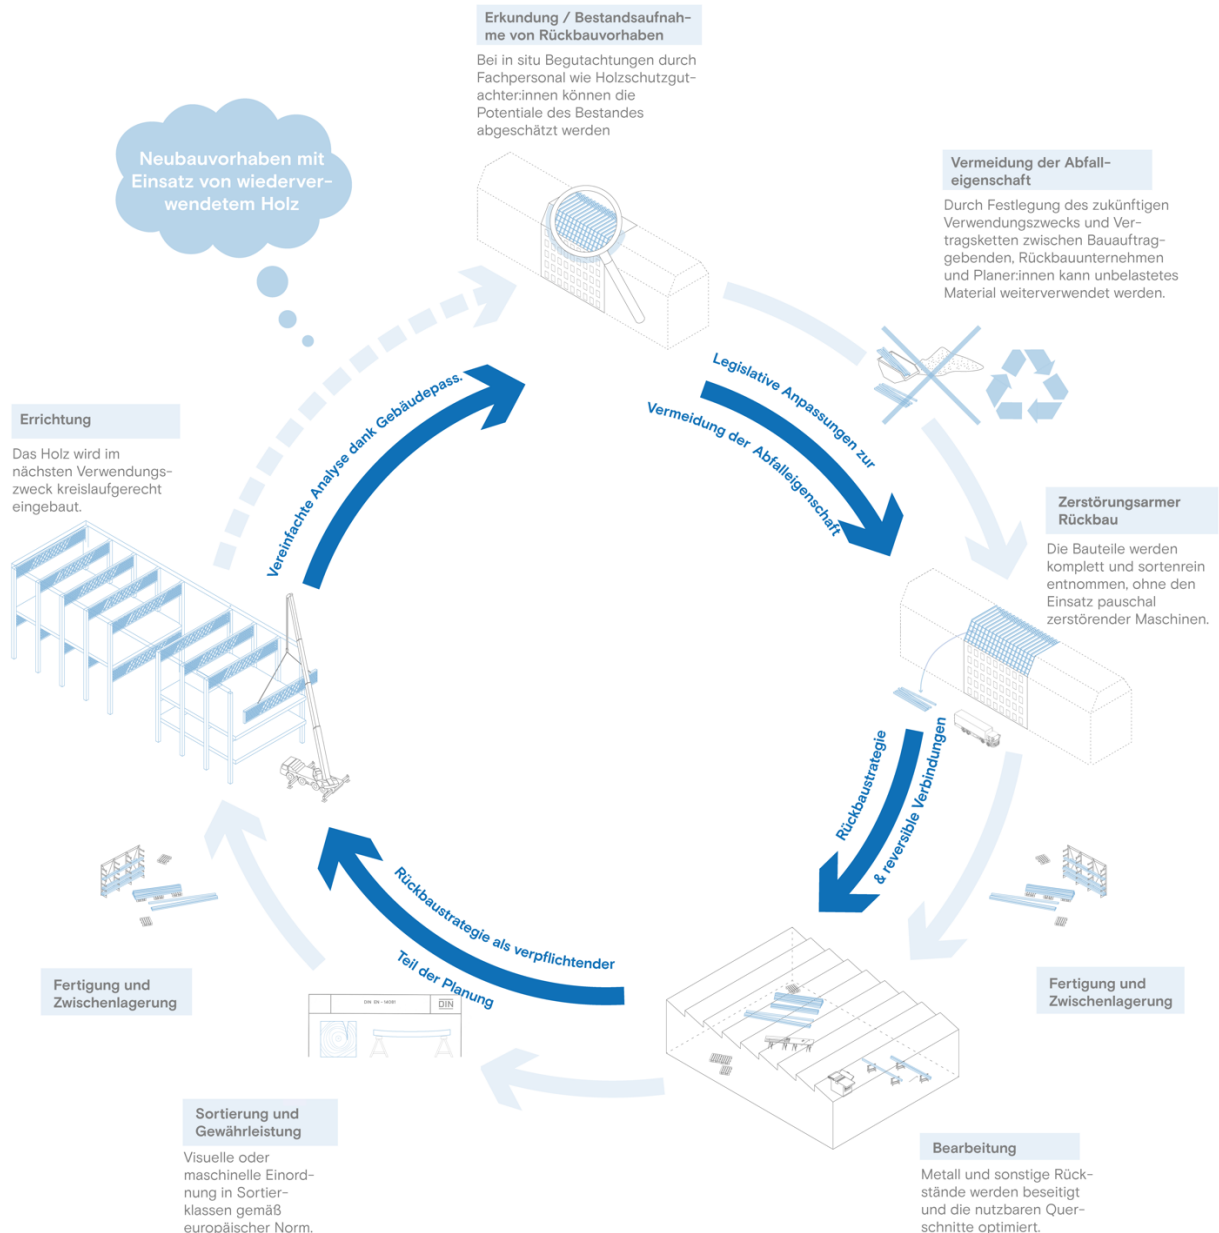 Erkundung / Bestandsaufnah-
me von Rückbauvorhaben
Bei in situ Begutachtungen durch
Fachpersonal wie Holzschutzgut-
achter:innen können die
Potentiale des Bestandes
abgeschätzt werden
Neubauvorhaben mit
Einsatz von wiederver-
wendetem Holz
Vermeidung der Abfall-
eigenschaft
Durch Festlegung des zukünftigen
Verwendungszwecks und Ver-
tragsketten zwischen Bauauftrag-
gebenden, Rückbauunternehmen
und Planer:innen kann unbelastetes
Material weiterverwendet werden.
Legislative Anpassungen zur
Vermeidung der Abfalleigenschaft
Vereinfachte Analyse dank Gebäudepass.
Errichtung
Das Holz wird im
nächsten Verwendungs-
zweck kreislaufgerecht
eingebaut.
Zerstörungsarmer
Rückbau
Die Bauteile werden
komplett und sortenrein
entnommen, ohne den
Einsatz pauschal
zerstörender Maschinen.
Rückbaustrategie
& reversible Verbindungen
Rückbaustrategie als verpflichtender
Teil der Planung
Fertigung und
Zwischenlagerung
Fertigung und
Zwischenlagerung
DIN EN - 14081
DIN
Sortierung und
Gewährleistung
Visuelle oder
maschinelle Einord-
nung in Sortier-
klassen gemäß
europäischer Norm.
Bearbeitung
Metall und sonstige Rück-
stände werden beseitigt
und die nutzbaren Quer-
schnitte optimiert.